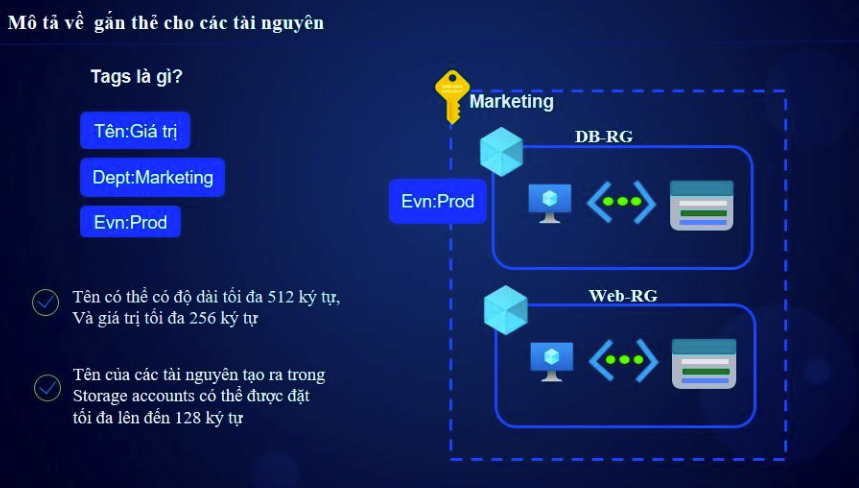 Mô tả về gắn thẻ cho các tài nguyên
Tags là gì?
Tên:Giá trị
Dept:Marketing
Evn:Prod
Tên có thể có độ dài tối đa 512 ký tự,
Và giá trị tối đa 256 ký tự
Tên của các tài nguyên tạo ra trong
Storage accounts có thể được đặt
tối đa lên đến 128 ký tự
Marketing
DB-RG
Evn:Prod
Web-RG